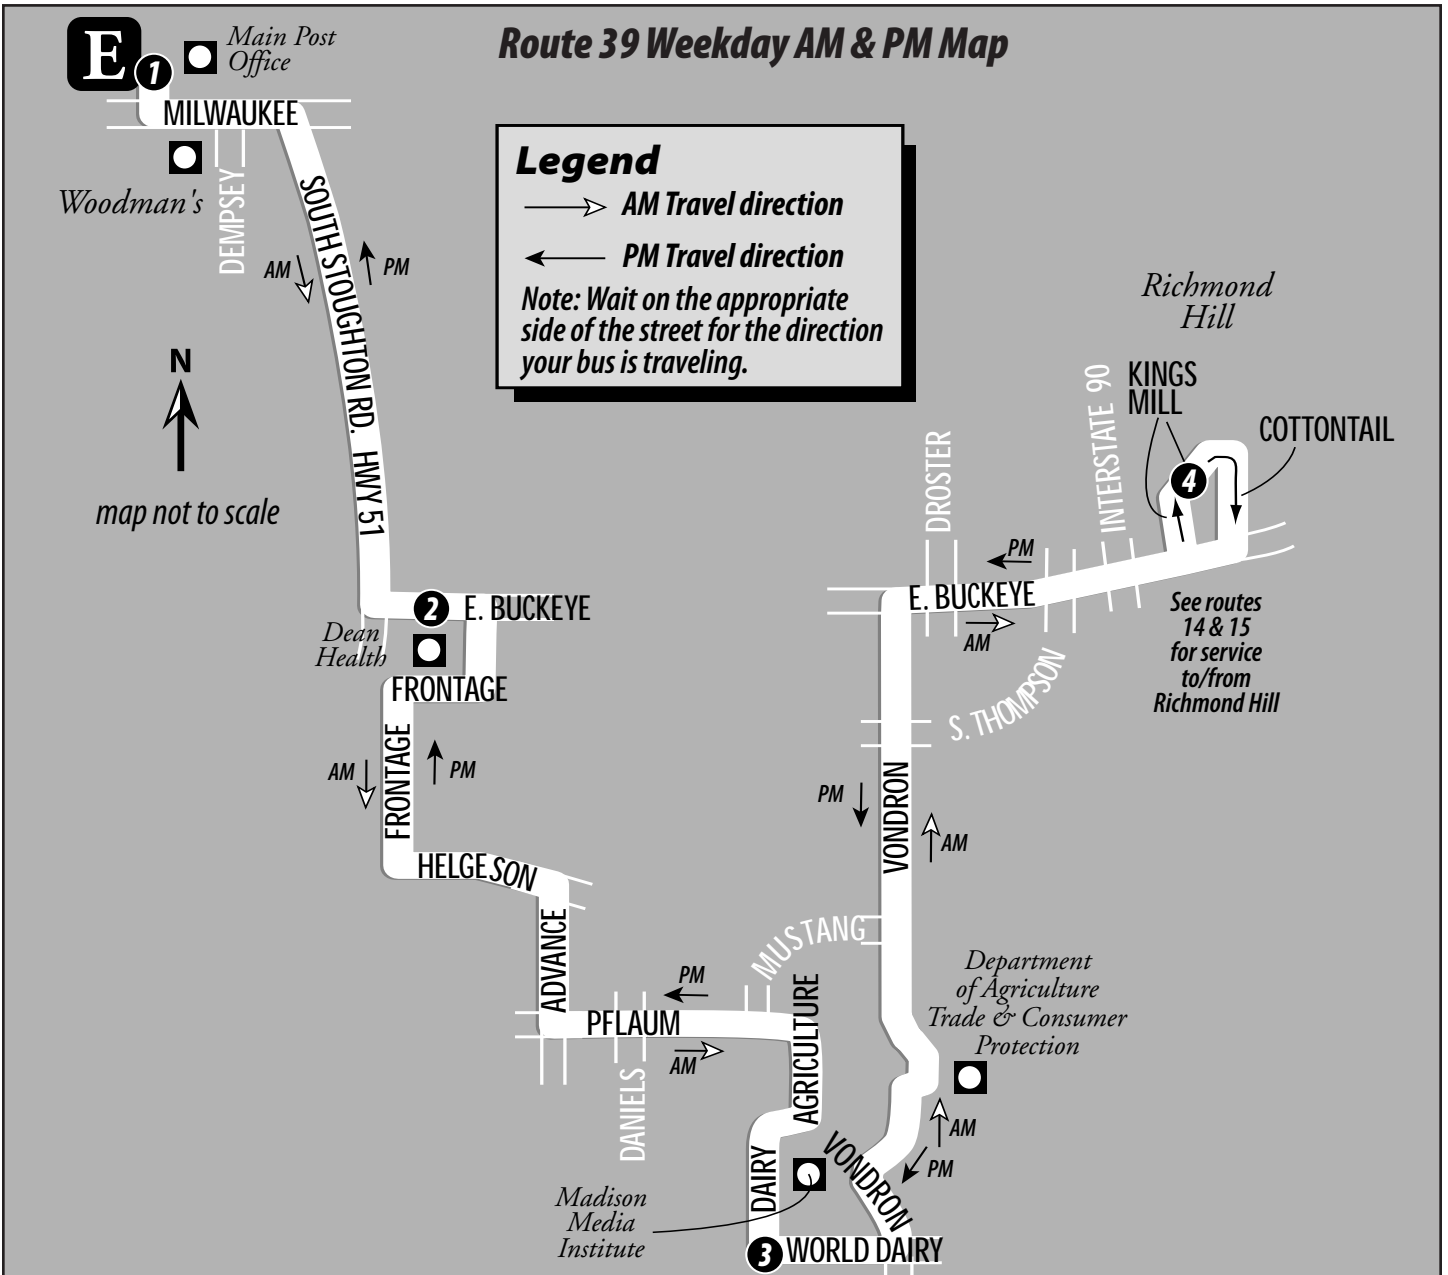 E
1
Main Post
Office
Route 39 Weekday AM & PM Map
MILWAUKEE
Woodman's
DEMPSEY
SOUTH STOUGHTON RD. HWY 51
AM
PM
Legend
AM Travel direction
PM Travel direction
Note: Wait on the appropriate
side of the street for the direction
your bus is traveling.
N
map not to scale
Richmond
Hill
INTERSTATE 90
KINGS
MILL
COTTONTAIL
4
DROSTER
PM
E. BUCKEYE
AM
See routes
14 & 15
for service
to/from
Richmond Hill
S. THOMPSON
2
E. BUCKEYE
Dean
Health
FRONTAGE
FRONTAGE
AM
PM
HELGESON
ADVANCE
PM
VONDRON
AM
MUSTANG
PM
PFLAUM
AM
DANIELS
AGRICULTURE
Department
of Agriculture
Trade & Consumer
Protection
AM
PM
VONDRON
DAIRY
Madison
Media
Institute
3
WORLD DAIRY